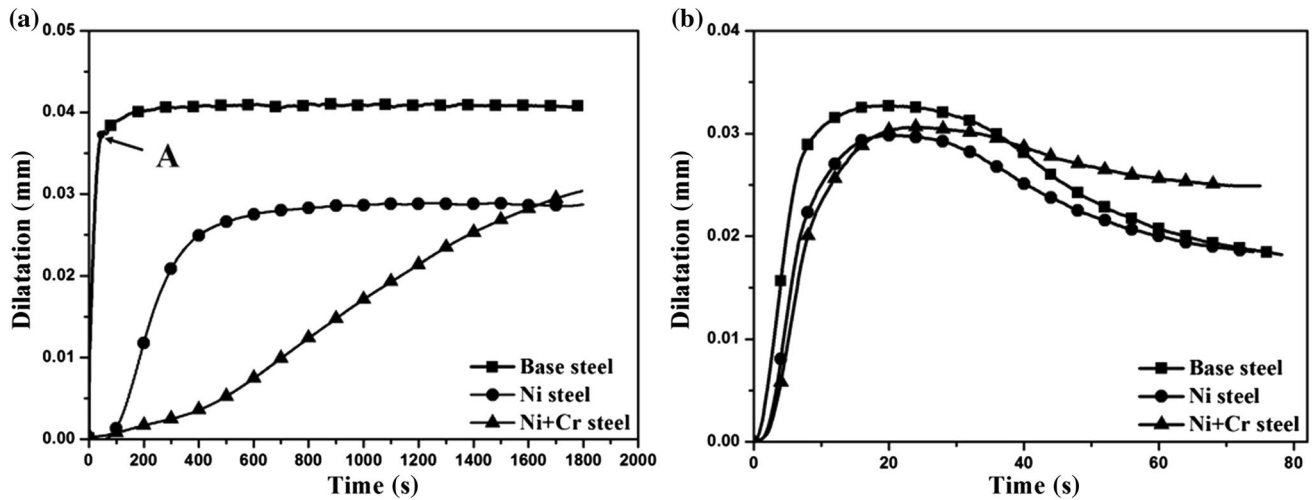 (a)
0.05
0.04
0.03
0.02
0.01
0.00
Dilatation (mm)
A
Base steel
Ni steel
Ni+Cr steel
0 200 400 600 800 1000 1200 1400 1600 1800 2000
Time (s)
(b)
0.04
0.03
0.02
0.01
0.00
Dilatation (mm)
Base steel
Ni steel
Ni+Cr steel
0 20 40 60 80
Time (s)